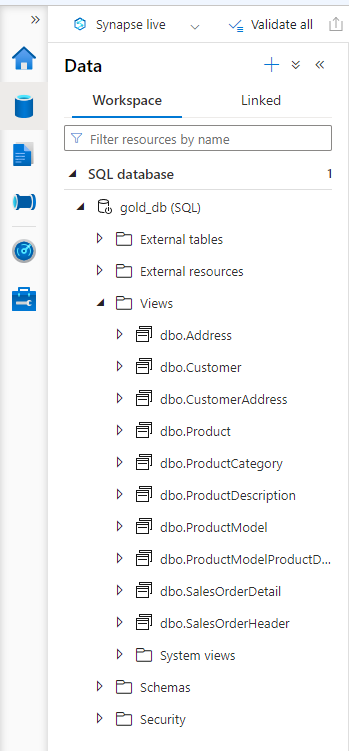 »
Synapse live
Validate all
Data
Workspace Linked
Filter resources by name
SQL database 1
gold_db (SQL)
External tables
External resources
Views
dbo.Address
dbo.Customer
dbo.CustomerAddress
dbo.Product
dbo.ProductCategory
dbo.ProductDescription
dbo.ProductModel
dbo.ProductModelProductD...
dbo.SalesOrderDetail
dbo.SalesOrderHeader
System views
Schemas
Security